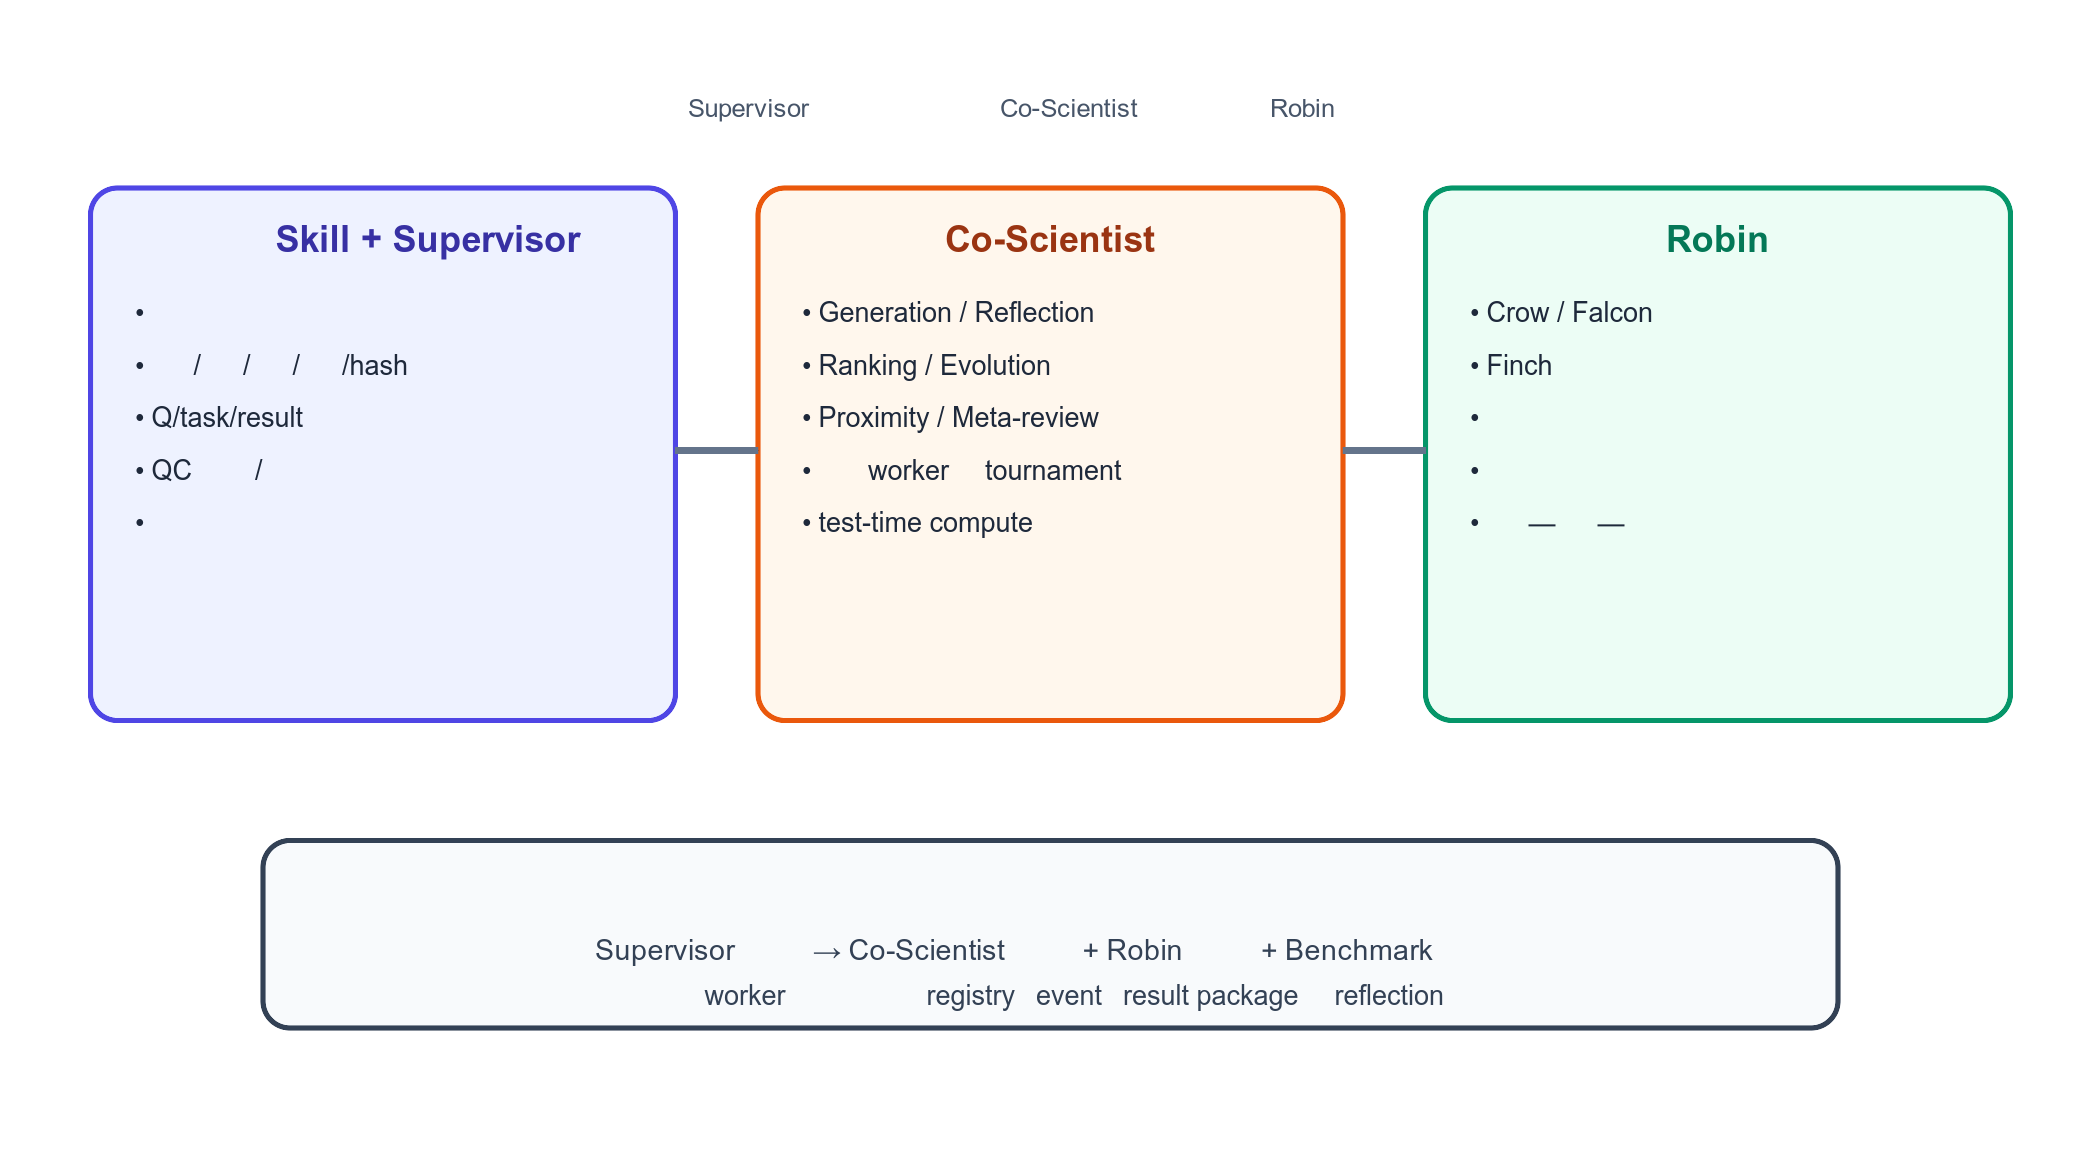 Supervisor Co-Scientist Robin
Skill + Supervisor
•
• / / / /hash
• Q/task/result
• QC /
•
Co-Scientist
• Generation / Reflection
• Ranking / Evolution
• Proximity / Meta-review
• worker tournament
• test-time compute
Robin
• Crow / Falcon
• Finch
•
•
• — —
Supervisor → Co-Scientist + Robin + Benchmark
worker registry event result package reflection